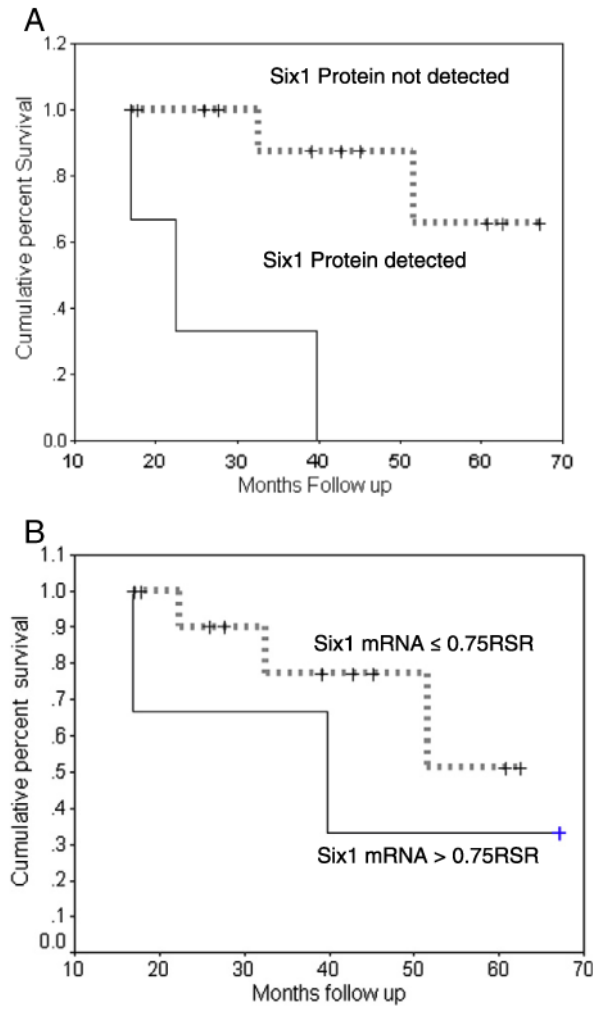 A
1.2
Six1 Protein not detected
1.0
.8
.6
Six1 Protein detected
.4
.2
0.0
Cumulative percent Survival
10 20 30 40 50 60 70
Months Follow up
B
1.1
1.0
.9
Six1 mRNA ≤ 0.75RSR
.8
.7
.6
.5
.4
.3
Six1 mRNA > 0.75RSR
.2
.1
0.0
Cumulative percent survival
10 20 30 40 50 60 70
Months follow up